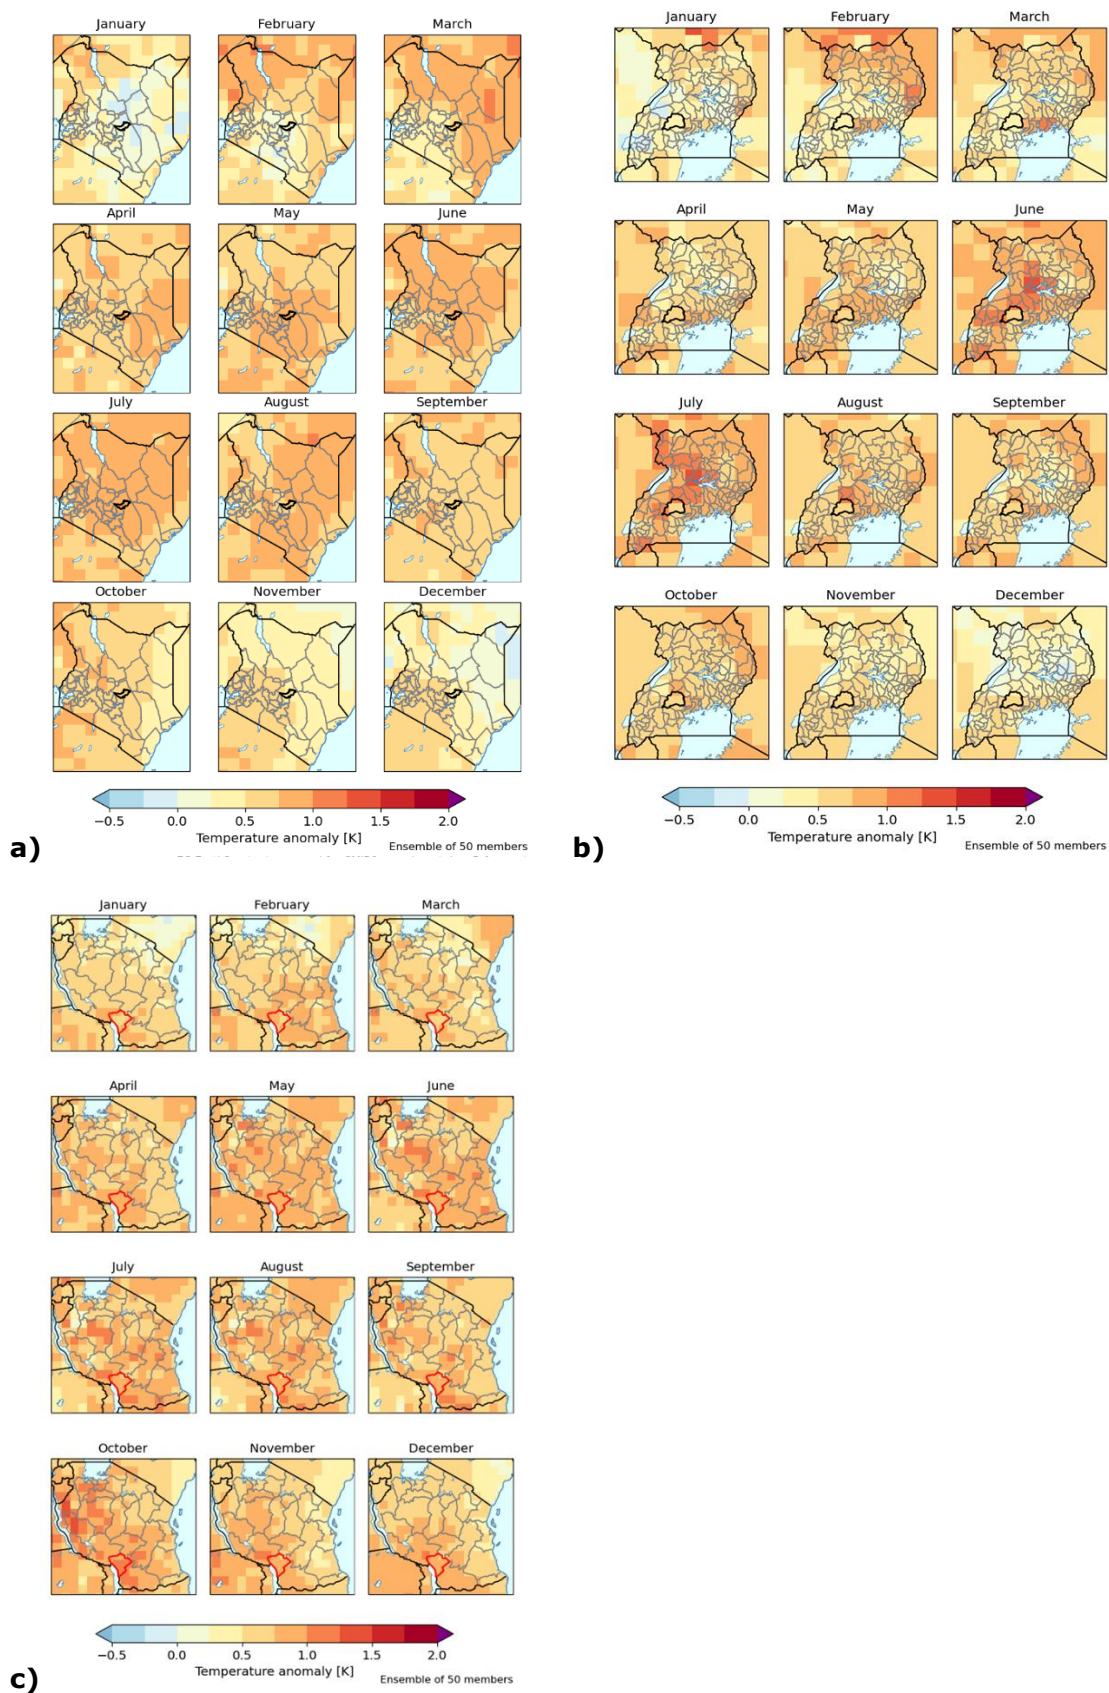 January February March
April May June
July August September
October November December
−0.5 0.0 0.5 1.0 1.5 2.0
Temperature anomaly [K]
Ensemble of 50 members
a)
January February March
April May June
July August September
October November December
−0.5 0.0 0.5 1.0 1.5 2.0
Temperature anomaly [K]
Ensemble of 50 members
b)
January February March
April May June
July August September
October November December
−0.5 0.0 0.5 1.0 1.5 2.0
Temperature anomaly [K]
Ensemble of 50 members
c)